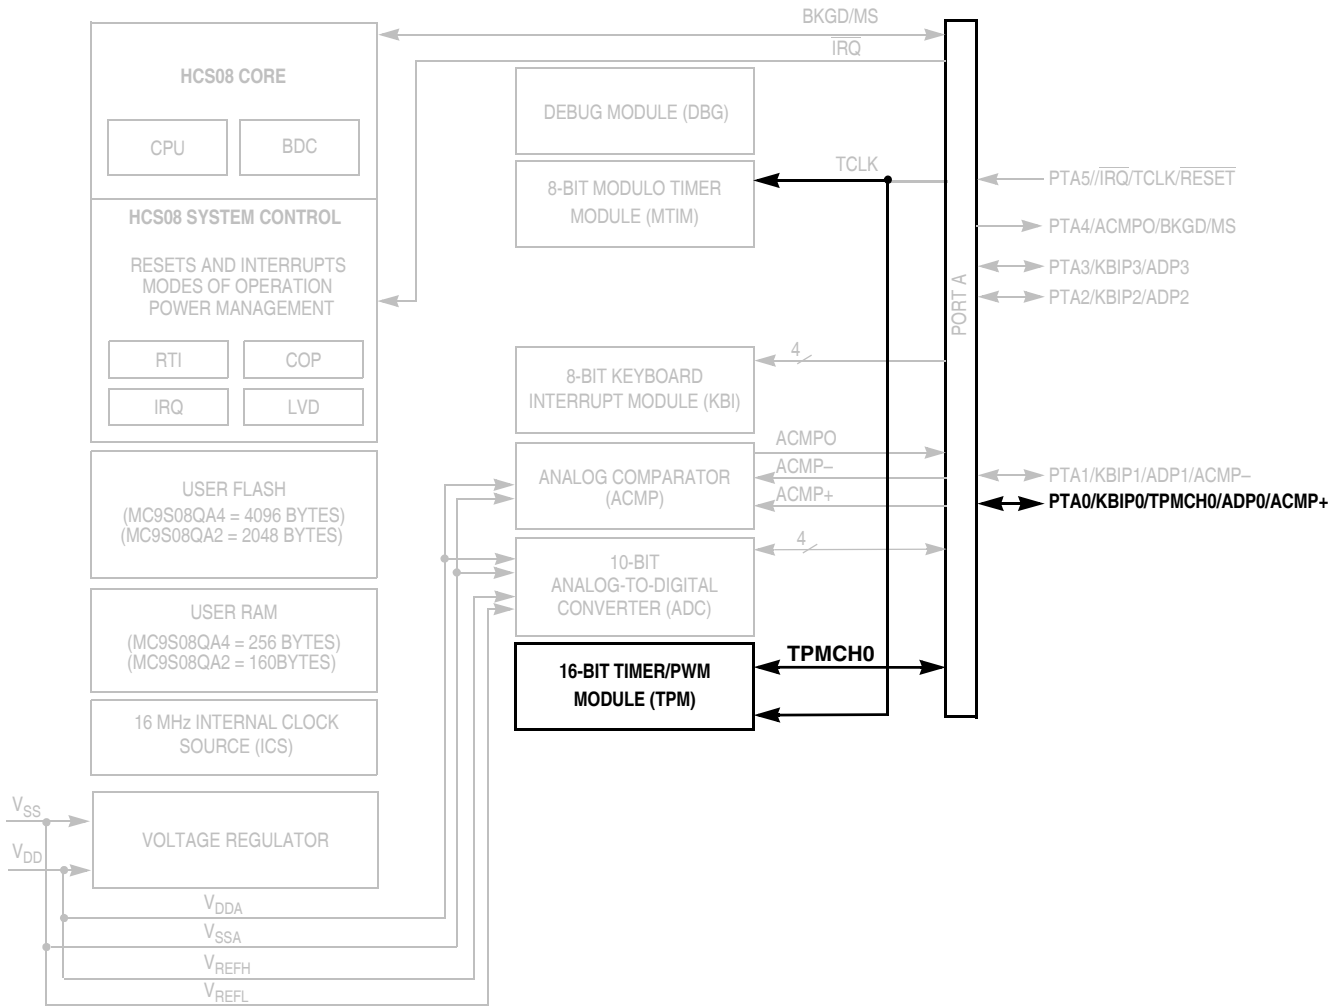 BKGD/MS
IRQ
HCS08 CORE
CPU
BDC
HCS08 SYSTEM CONTROL
RESETS AND INTERRUPTS
MODES OF OPERATION
POWER MANAGEMENT
RTI
COP
IRQ
LVD
USER FLASH
(MC9S08QA4 = 4096 BYTES)
(MC9S08QA2 = 2048 BYTES)
USER RAM
(MC9S08QA4 = 256 BYTES)
(MC9S08QA2 = 160BYTES)
16 MHz INTERNAL CLOCK
SOURCE (ICS)
VSS
VDD
VOLTAGE REGULATOR
VDDA
VSSA
VREFH
VREFL
DEBUG MODULE (DBG)
8-BIT MODULO TIMER
MODULE (MTIM)
TCLK
8-BIT KEYBOARD
INTERRUPT MODULE (KBI)
4
ANALOG COMPARATOR
(ACMP)
ACMPO
ACMP–
ACMP+
10-BIT
ANALOG-TO-DIGITAL
CONVERTER (ADC)
4
16-BIT TIMER/PWM
MODULE (TPM)
TPMCH0
PORT A
PTA5//IRQ/TCLK/RESET
PTA4/ACMPO/BKGD/MS
PTA3/KBIP3/ADP3
PTA2/KBIP2/ADP2
PTA1/KBIP1/ADP1/ACMP–
PTA0/KBIP0/TPMCH0/ADP0/ACMP+